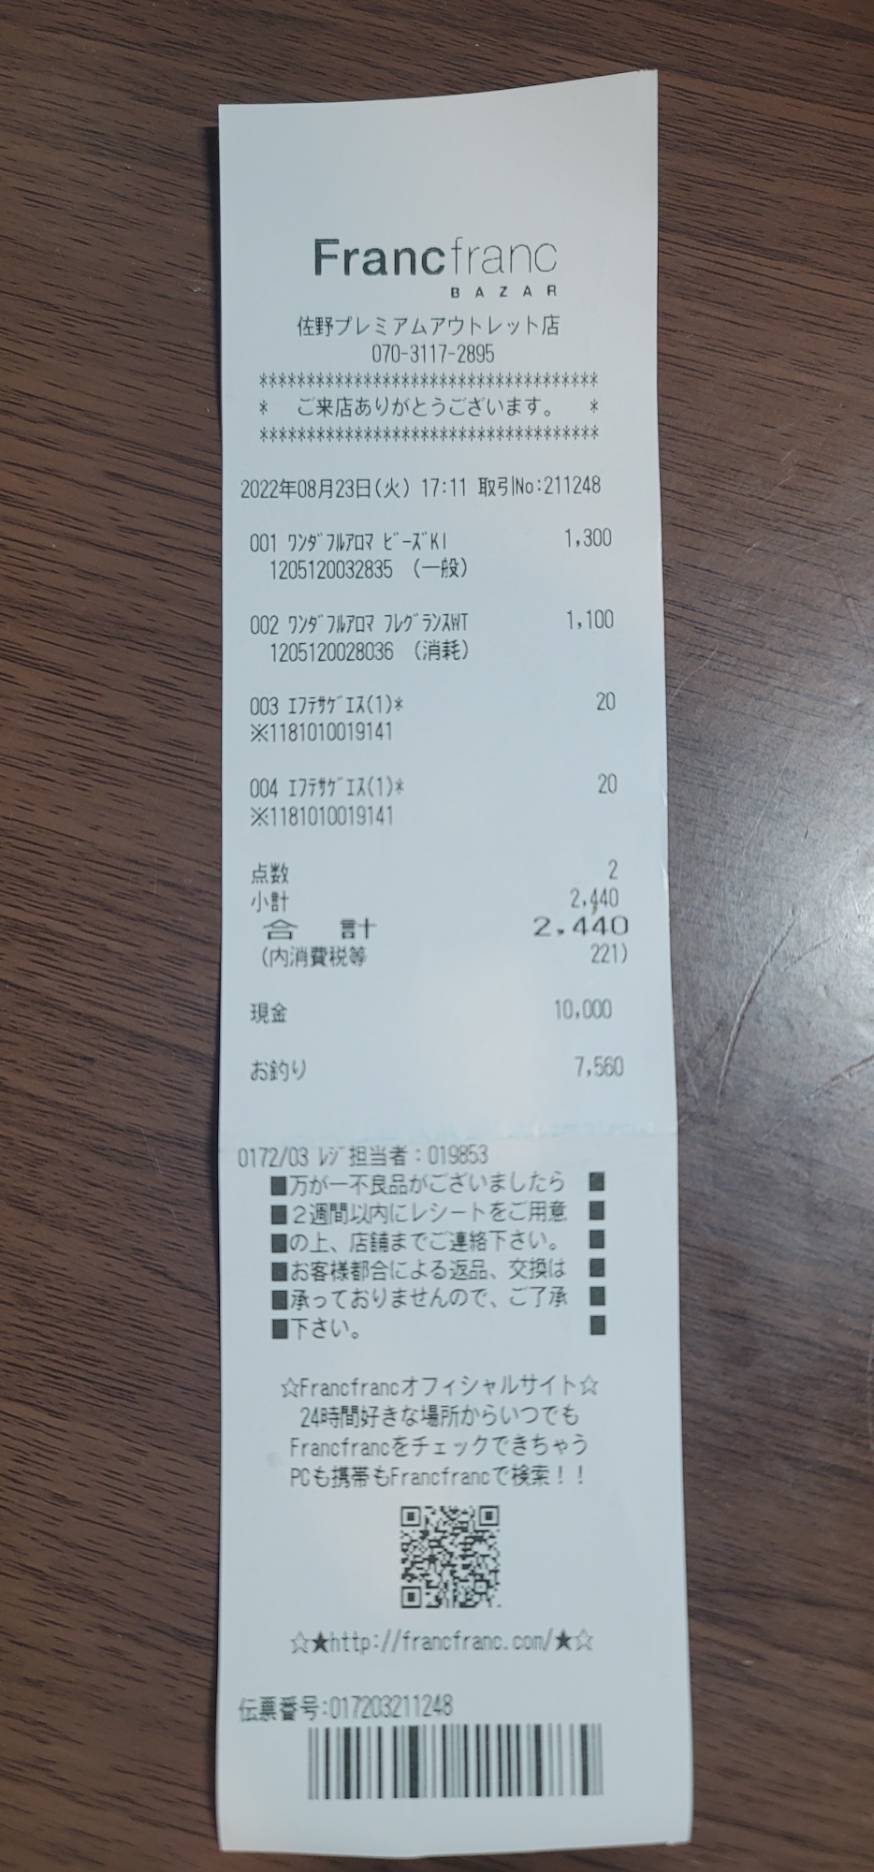 Francfranc
BAZAR
佐野プレミアムアウトレット店
070-3117-2895
***********************************
* ご来店ありがとうございます。 *
***********************************
2022年08月23日(火) 17:11 取引No:211248
001 ﾜﾝﾀﾞﾌﾙｱﾛﾏ ﾋﾞｰｽﾞKI 1,300
1205120032835 (一般)
002 ﾜﾝﾀﾞﾌﾙｱﾛﾏ ﾌﾚｸﾞﾗﾝｽWT 1,100
1205120028036 (消耗)
003 ｴﾌﾃｻｹﾞｴｽ(1)* 20
※1181010019141
004 ｴﾌﾃｻｹﾞｴｽ(1)* 20
※1181010019141
点数 2
小計 2,440
合計 2,440
(内消費税等 221)
現金 10,000
お釣り 7,560
0172/03 ﾚｼﾞ担当者:019853
■万が一不良品がございましたら ■
■２週間以内にレシートをご用意 ■
■の上、店舗までご連絡下さい。 ■
■お客様都合による返品、交換は ■
■承っておりませんので、ご了承 ■
■下さい。 ■
☆Francfrancオフィシャルサイト☆
24時間好きな場所からいつでも
Francfrancをチェックできちゃう
PCも携帯もFrancfrancで検索！！
☆★http://francfranc.com/★☆
伝票番号:017203211248